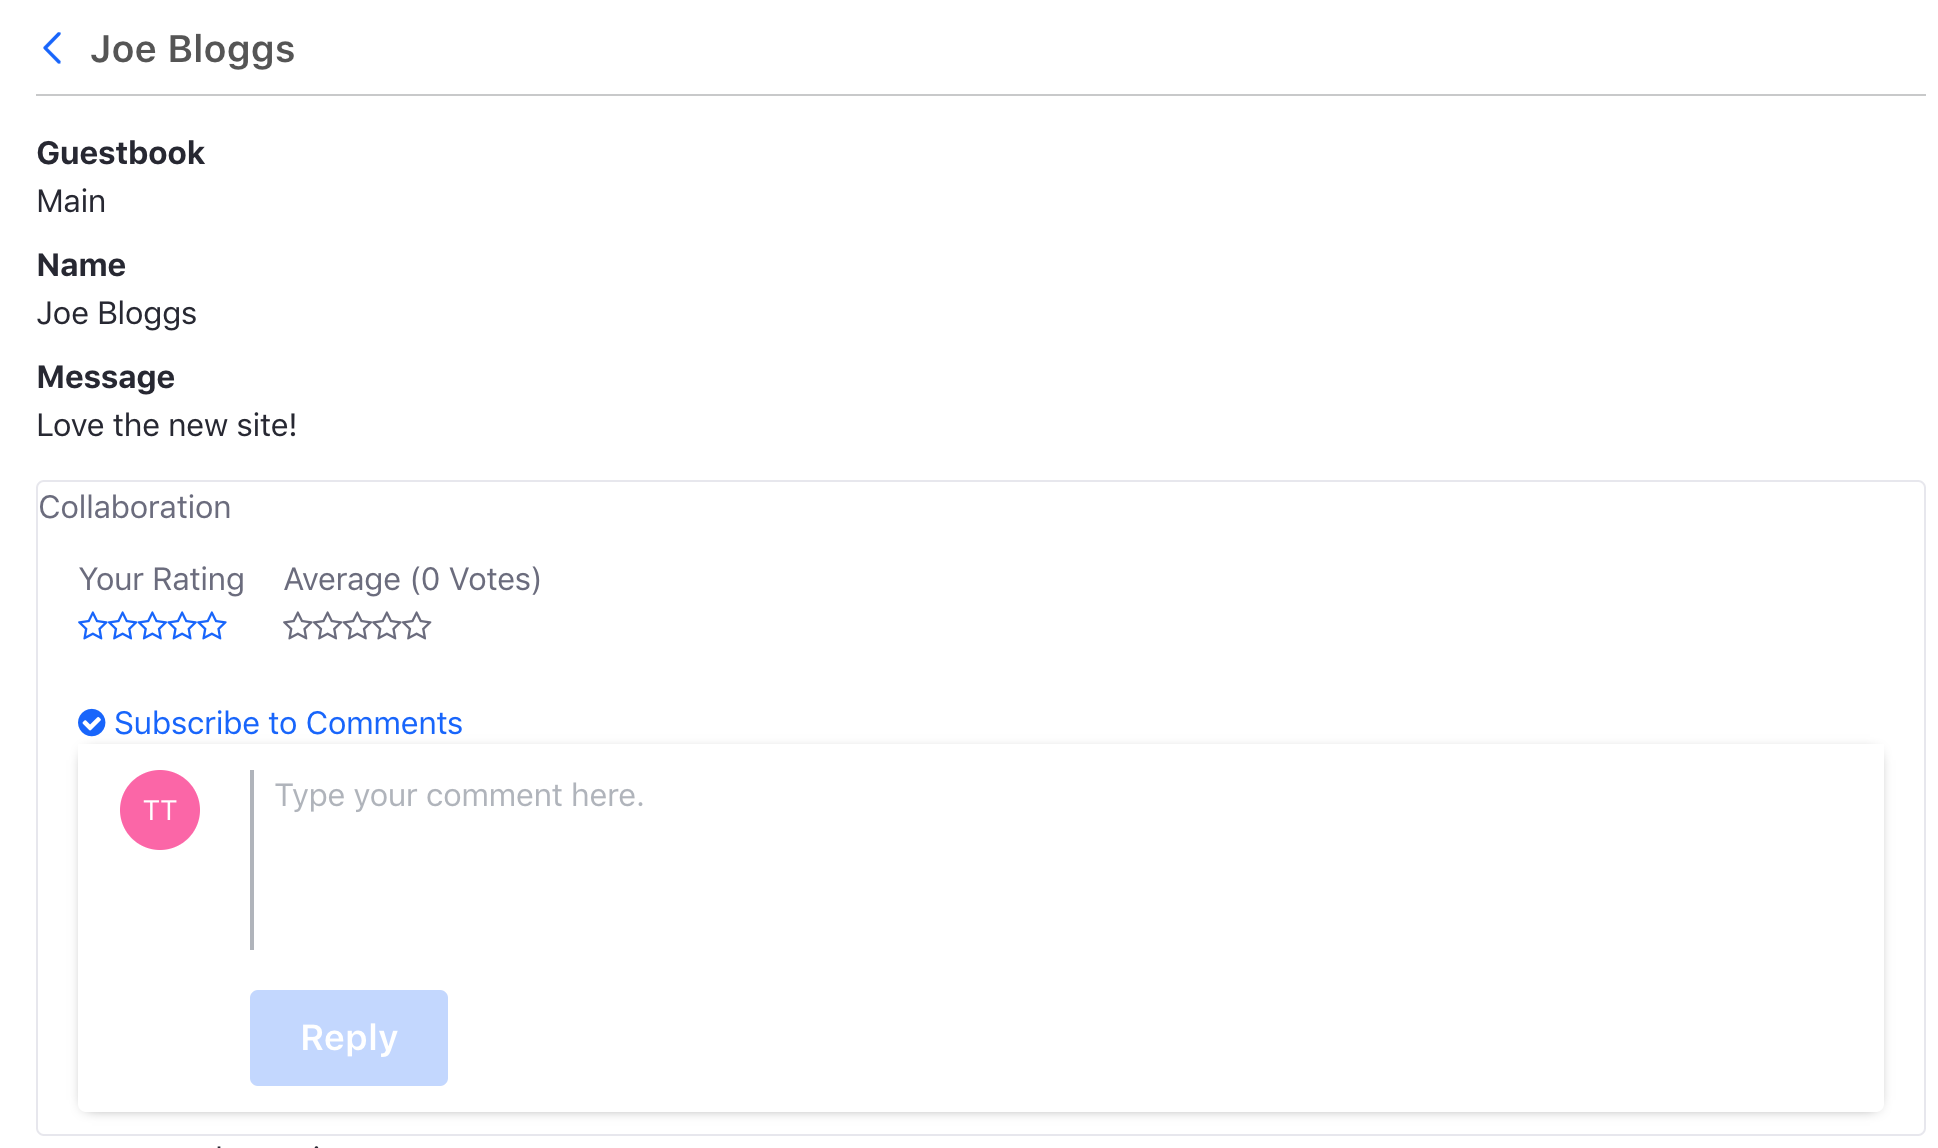 Joe Bloggs
Guestbook
Main
Name
Joe Bloggs
Message
Love the new site!
Collaboration
Your Rating Average (0 Votes)
Subscribe to Comments
TT Type your comment here.
Reply